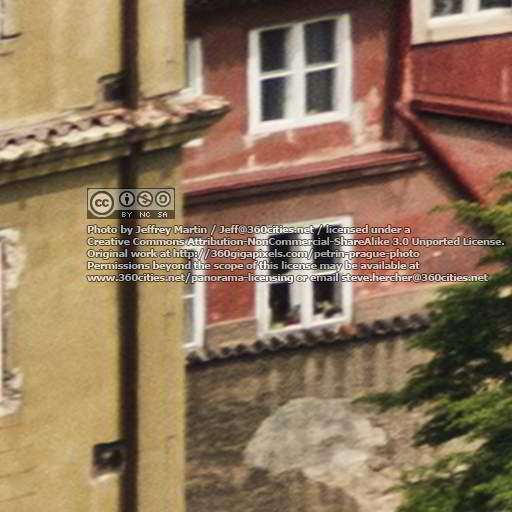 cc BY NC SA
Photo by Jeffrey Martin / Jeff@360cities.net / licensed under a
Creative Commons Attribution-NonCommercial-ShareAlike 3.0 Unported License.
Original work at http://360gigapixels.com/petrin-prague-photo
Permissions beyond the scope of this license may be available at
www.360cities.net/panorama-licensing or email steve.hercher@360cities.net